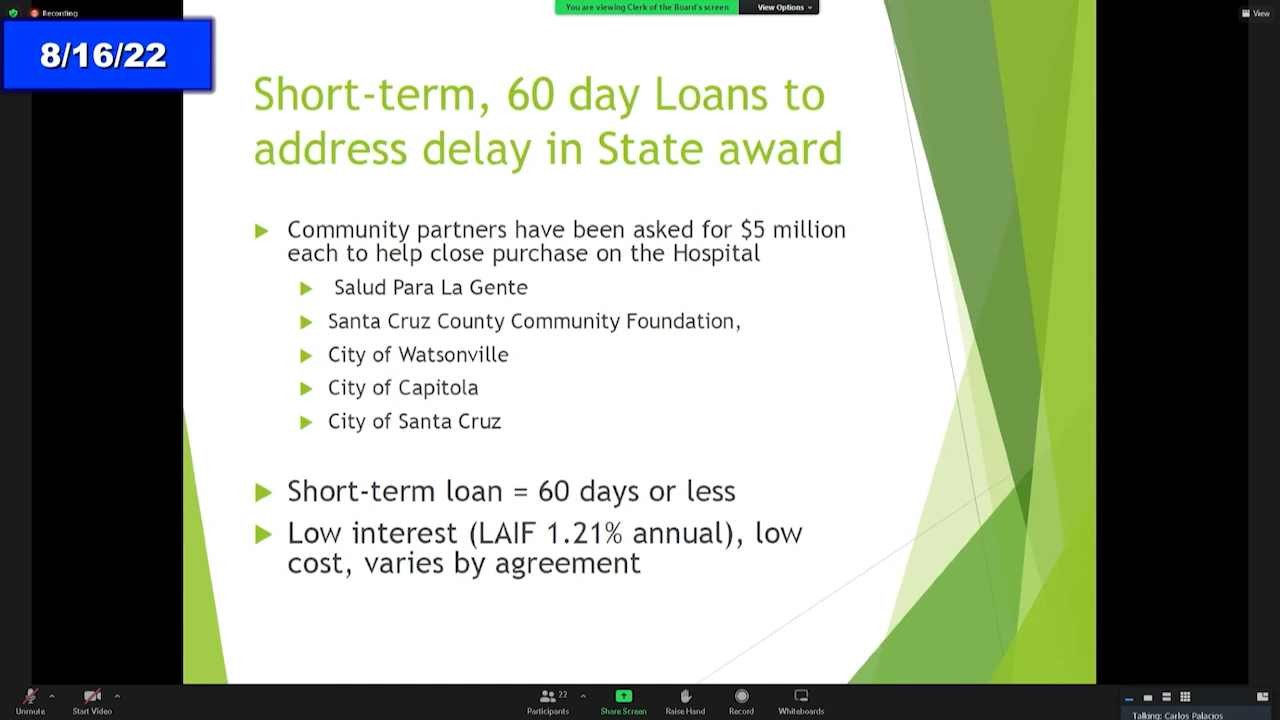 Recording
You are viewing Clerk of the Board's screen
View Options
View
8/16/22
Short-term, 60 day Loans to
address delay in State award
Community partners have been asked for $5 million
each to help close purchase on the Hospital
Salud Para La Gente
Santa Cruz County Community Foundation,
City of Watsonville
City of Capitola
City of Santa Cruz
Short-term loan = 60 days or less
Low interest (LAIF 1.21% annual), low
cost, varies by agreement
Unmute
Start Video
22
Participants
Share Screen
Raise Hand
Record
Whiteboards
Talking: Carlos Palacios